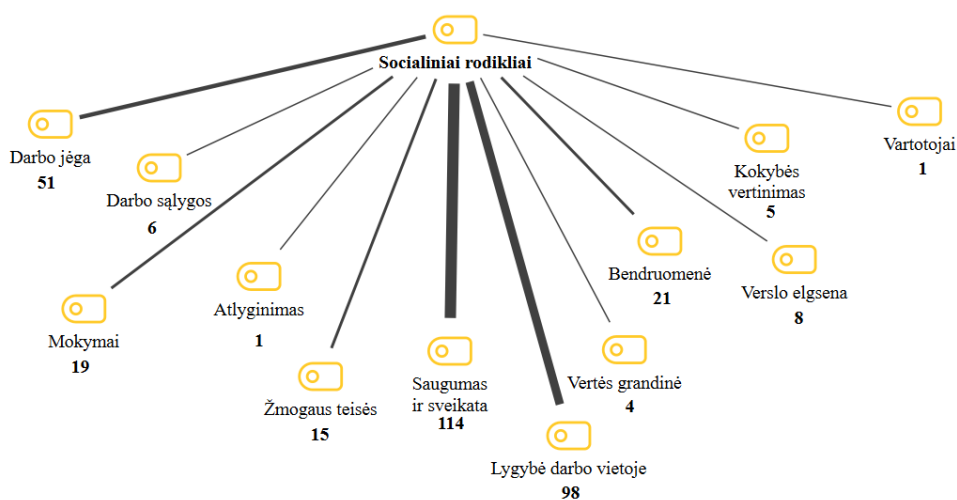 Socialiniai rodikliai
Darbo jėga
51
Darbo sąlygos
6
Mokymai
19
Atlyginimas
1
Žmogaus teisės
15
Saugumas
ir sveikata
114
Lygybė darbo vietoje
98
Vertės grandinė
4
Bendruomenė
21
Verslo elgsena
8
Kokybės
vertinimas
5
Vartotojai
1